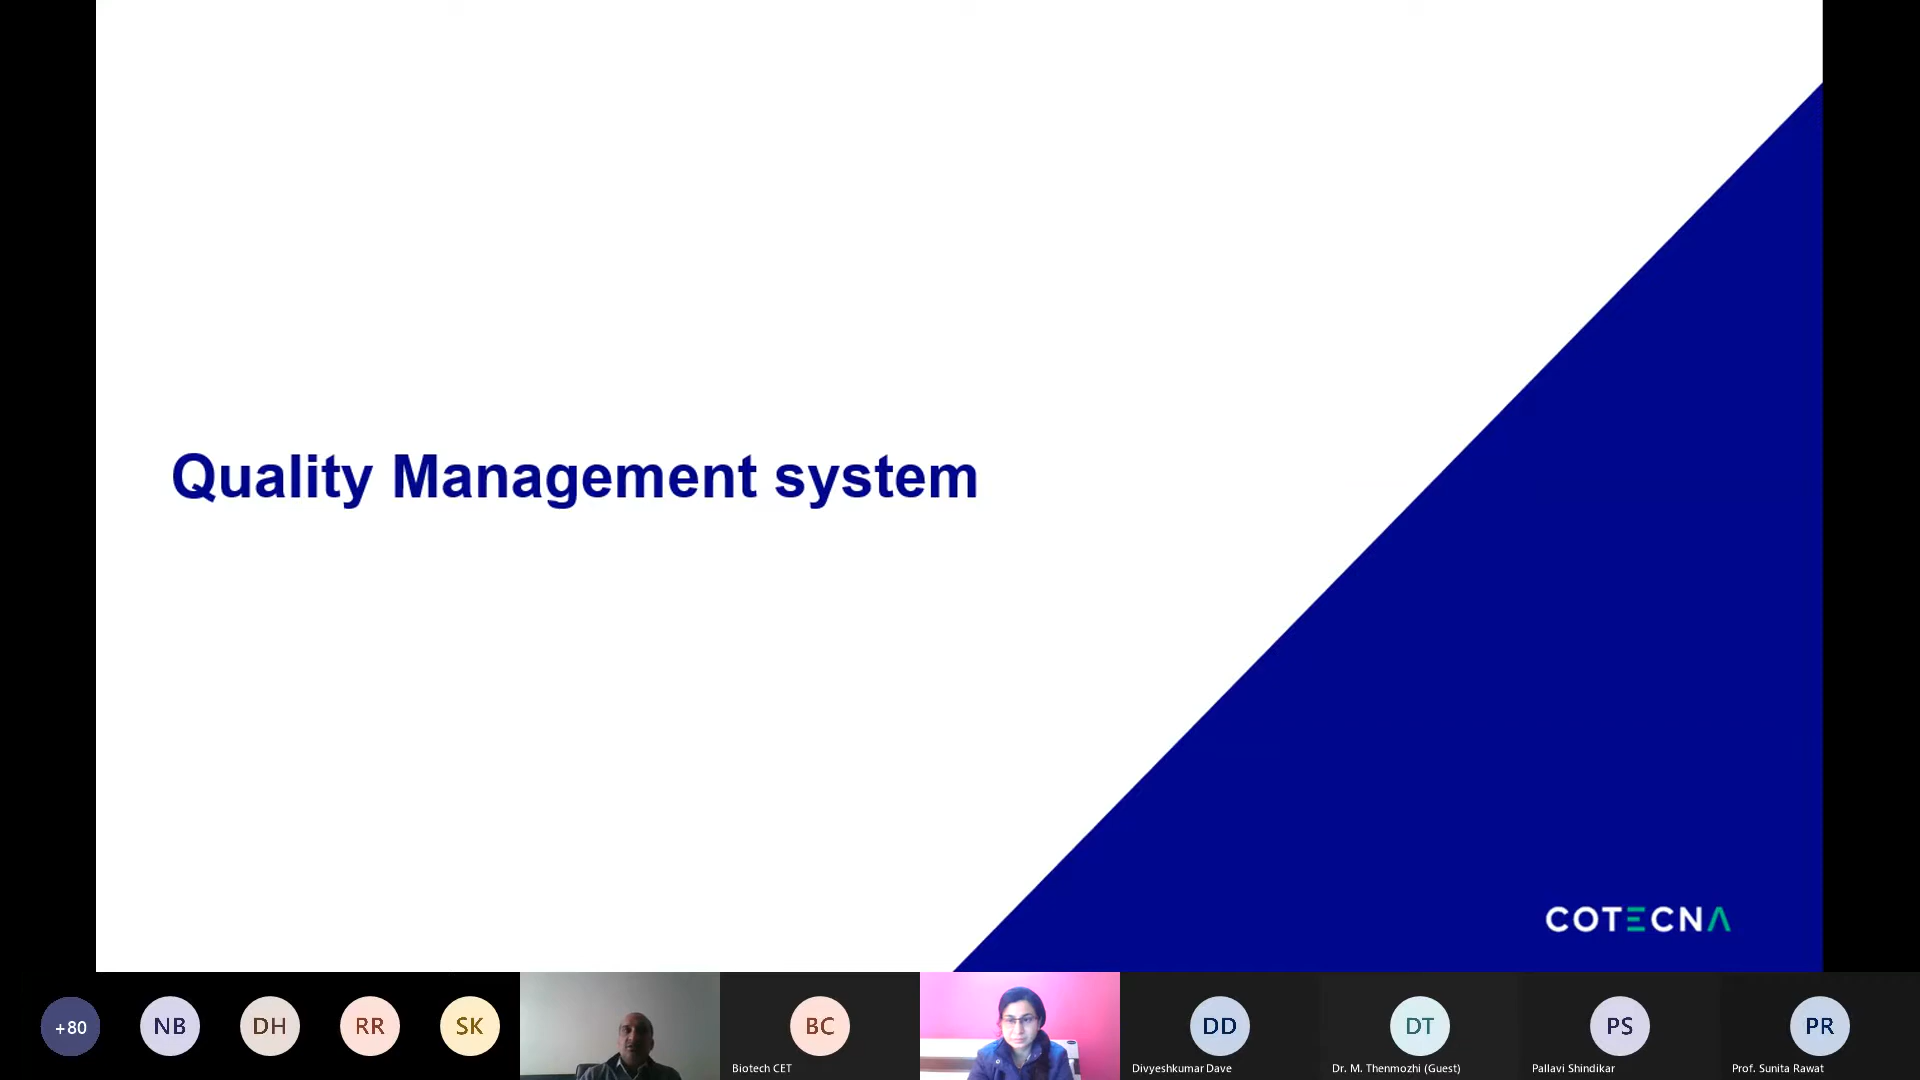 Quality Management system
COTECNA
+80
NB
DH
RR
SK
BC
DD
DT
PS
PR
Biotech CET
Divyeshkumar Dave
Dr. M. Thenmozhi (Guest)
Pallavi Shindikar
Prof. Sunita Rawat